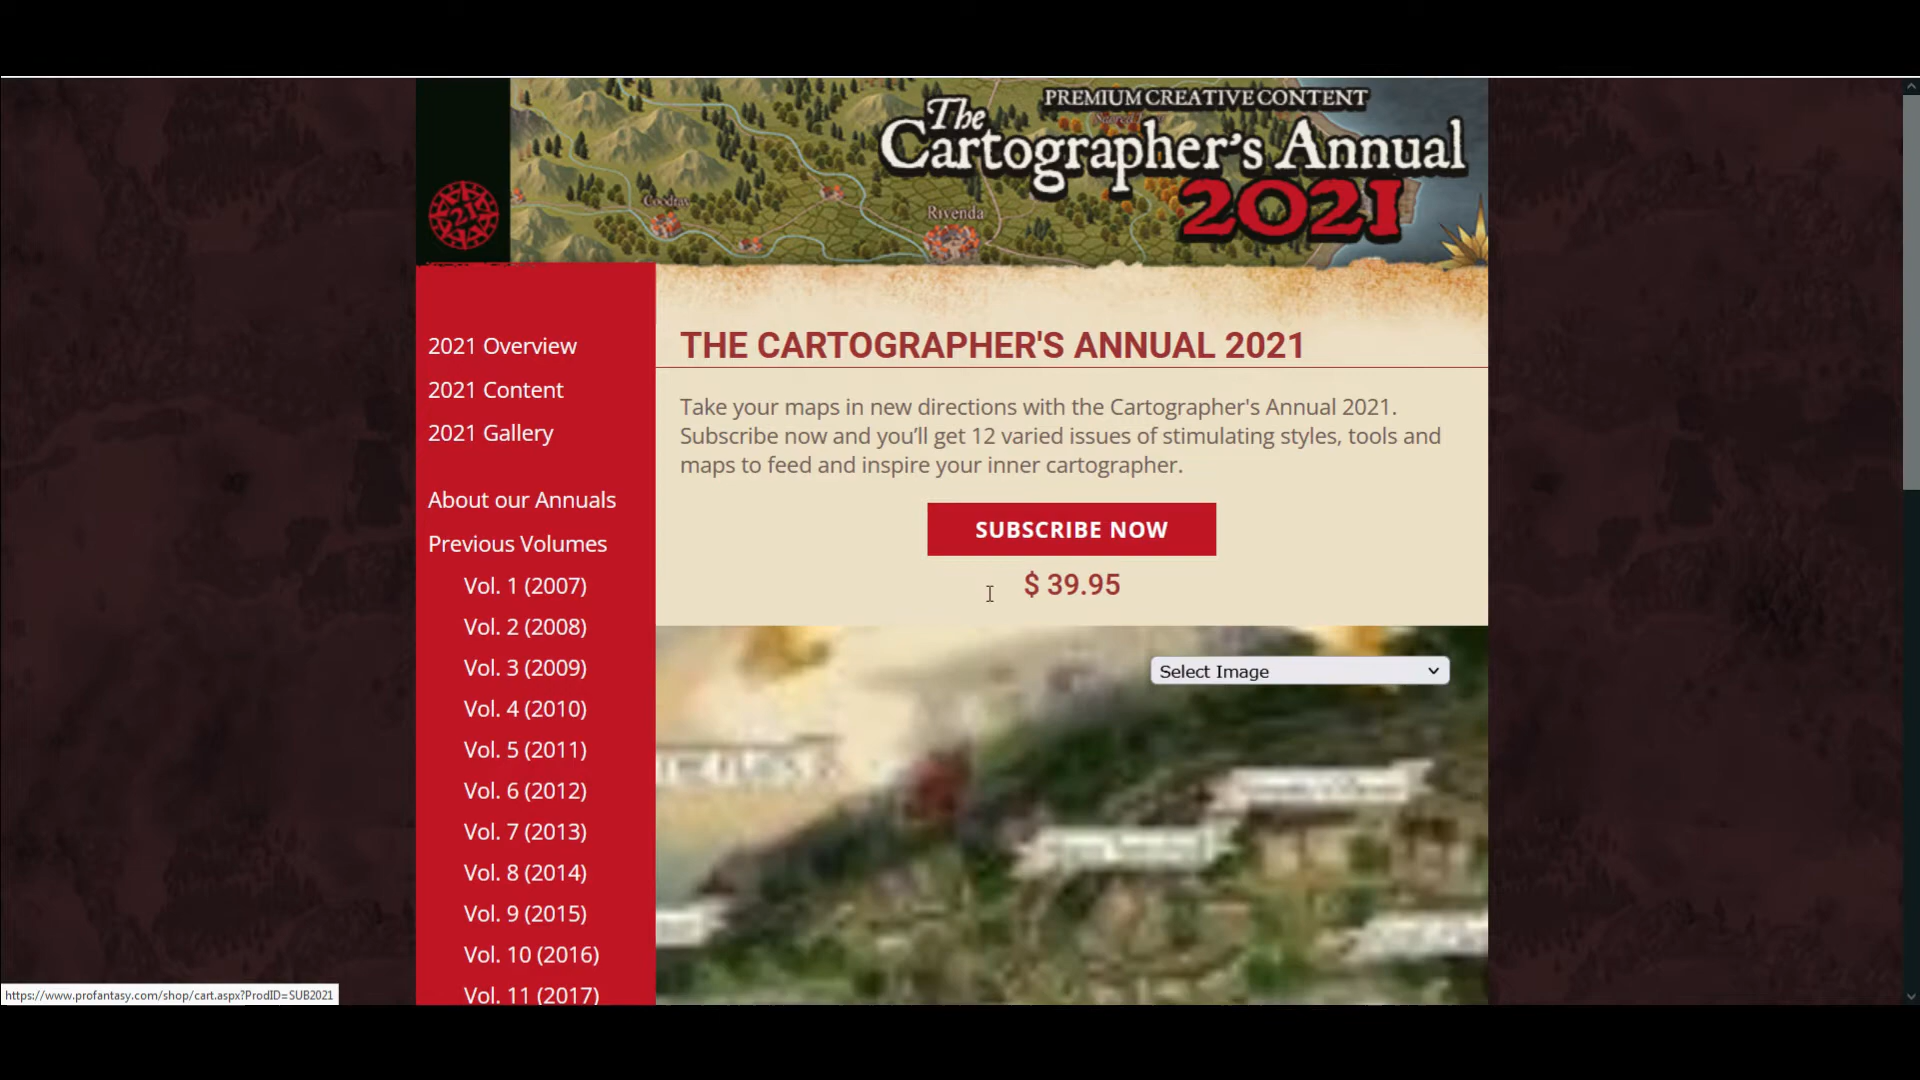 PREMIUM CREATIVE CONTENT
The
Cartographer's Annual
2021
21
Coodray
Rivenda
2021 Overview
2021 Content
2021 Gallery
About our Annuals
Previous Volumes
Vol. 1 (2007)
Vol. 2 (2008)
Vol. 3 (2009)
Vol. 4 (2010)
Vol. 5 (2011)
Vol. 6 (2012)
Vol. 7 (2013)
Vol. 8 (2014)
Vol. 9 (2015)
Vol. 10 (2016)
Vol. 11 (2017)
THE CARTOGRAPHER'S ANNUAL 2021
Take your maps in new directions with the Cartographer's Annual 2021.
Subscribe now and you’ll get 12 varied issues of stimulating styles, tools and
maps to feed and inspire your inner cartographer.
SUBSCRIBE NOW
$ 39.95
Select Image
https://www.profantasy.com/shop/cart.aspx?ProdID=SUB2021